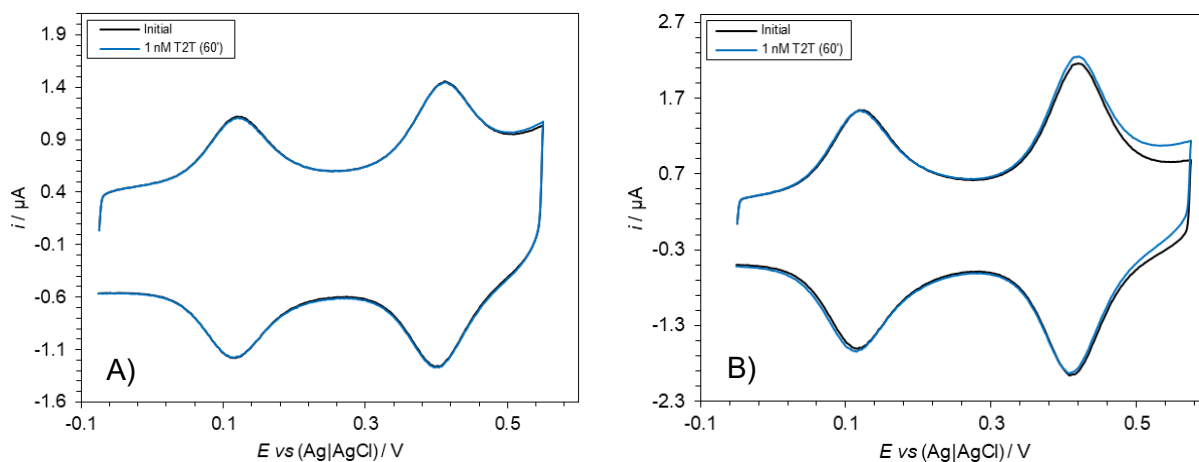 Initial
1 nM T2T (60')
1.9
1.4
0.9
0.4
-0.1
-0.6
-1.1
-1.6
i / µA
A)
-0.1
0.1
0.3
0.5
E vs (Ag|AgCl) / V
Initial
1 nM T2T (60')
2.7
1.7
0.7
-0.3
-1.3
-2.3
i / µA
B)
-0.1
0.1
0.3
0.5
E vs (Ag|AgCl) / V